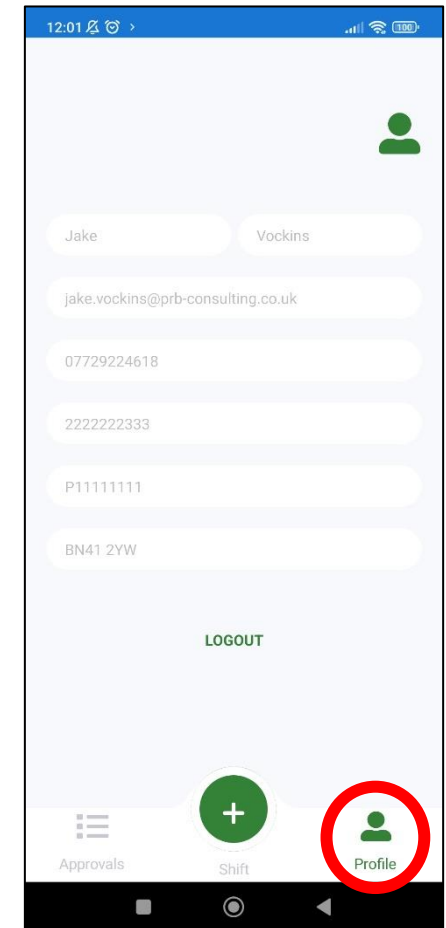 12:01
100
Jake Vockins
jake.vockins@prb-consulting.co.uk
07729224618
2222222333
P11111111
BN41 2YW
LOGOUT
Approvals Shift Profile